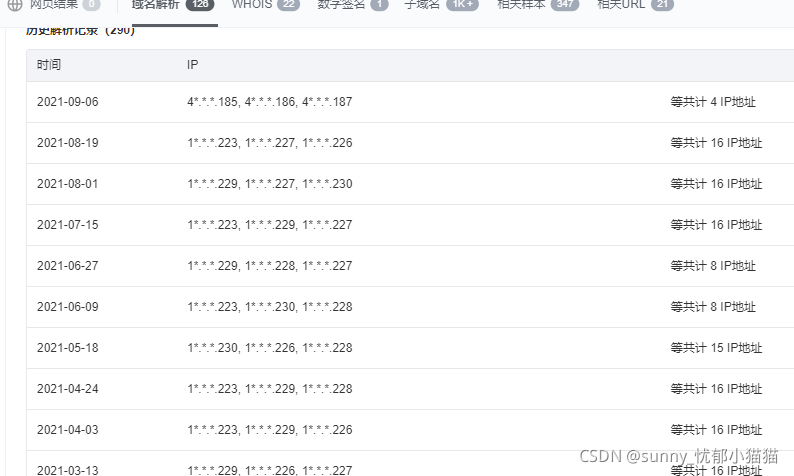 网页结果 0 域名解析 126 WHOIS 22 数字签名 1 子域名 1K+ 相关样本 347 相关URL 21
历史解析记录（290）
时间 IP
2021-09-06 4*.*.*.185, 4*.*.*.186, 4*.*.*.187 等共计 4 IP地址
2021-08-19 1*.*.*.223, 1*.*.*.227, 1*.*.*.226 等共计 16 IP地址
2021-08-01 1*.*.*.229, 1*.*.*.227, 1*.*.*.230 等共计 16 IP地址
2021-07-15 1*.*.*.223, 1*.*.*.229, 1*.*.*.227 等共计 16 IP地址
2021-06-27 1*.*.*.229, 1*.*.*.228, 1*.*.*.227 等共计 8 IP地址
2021-06-09 1*.*.*.223, 1*.*.*.230, 1*.*.*.228 等共计 8 IP地址
2021-05-18 1*.*.*.230, 1*.*.*.226, 1*.*.*.228 等共计 15 IP地址
2021-04-24 1*.*.*.223, 1*.*.*.229, 1*.*.*.228 等共计 16 IP地址
2021-04-03 1*.*.*.223, 1*.*.*.229, 1*.*.*.226 等共计 16 IP地址
2021-03-13 1*.*.*.229, 1*.*.*.226, 1*.*.*.227 等共计 16 IP地址
CSDN @sunny_忧郁小猫猫